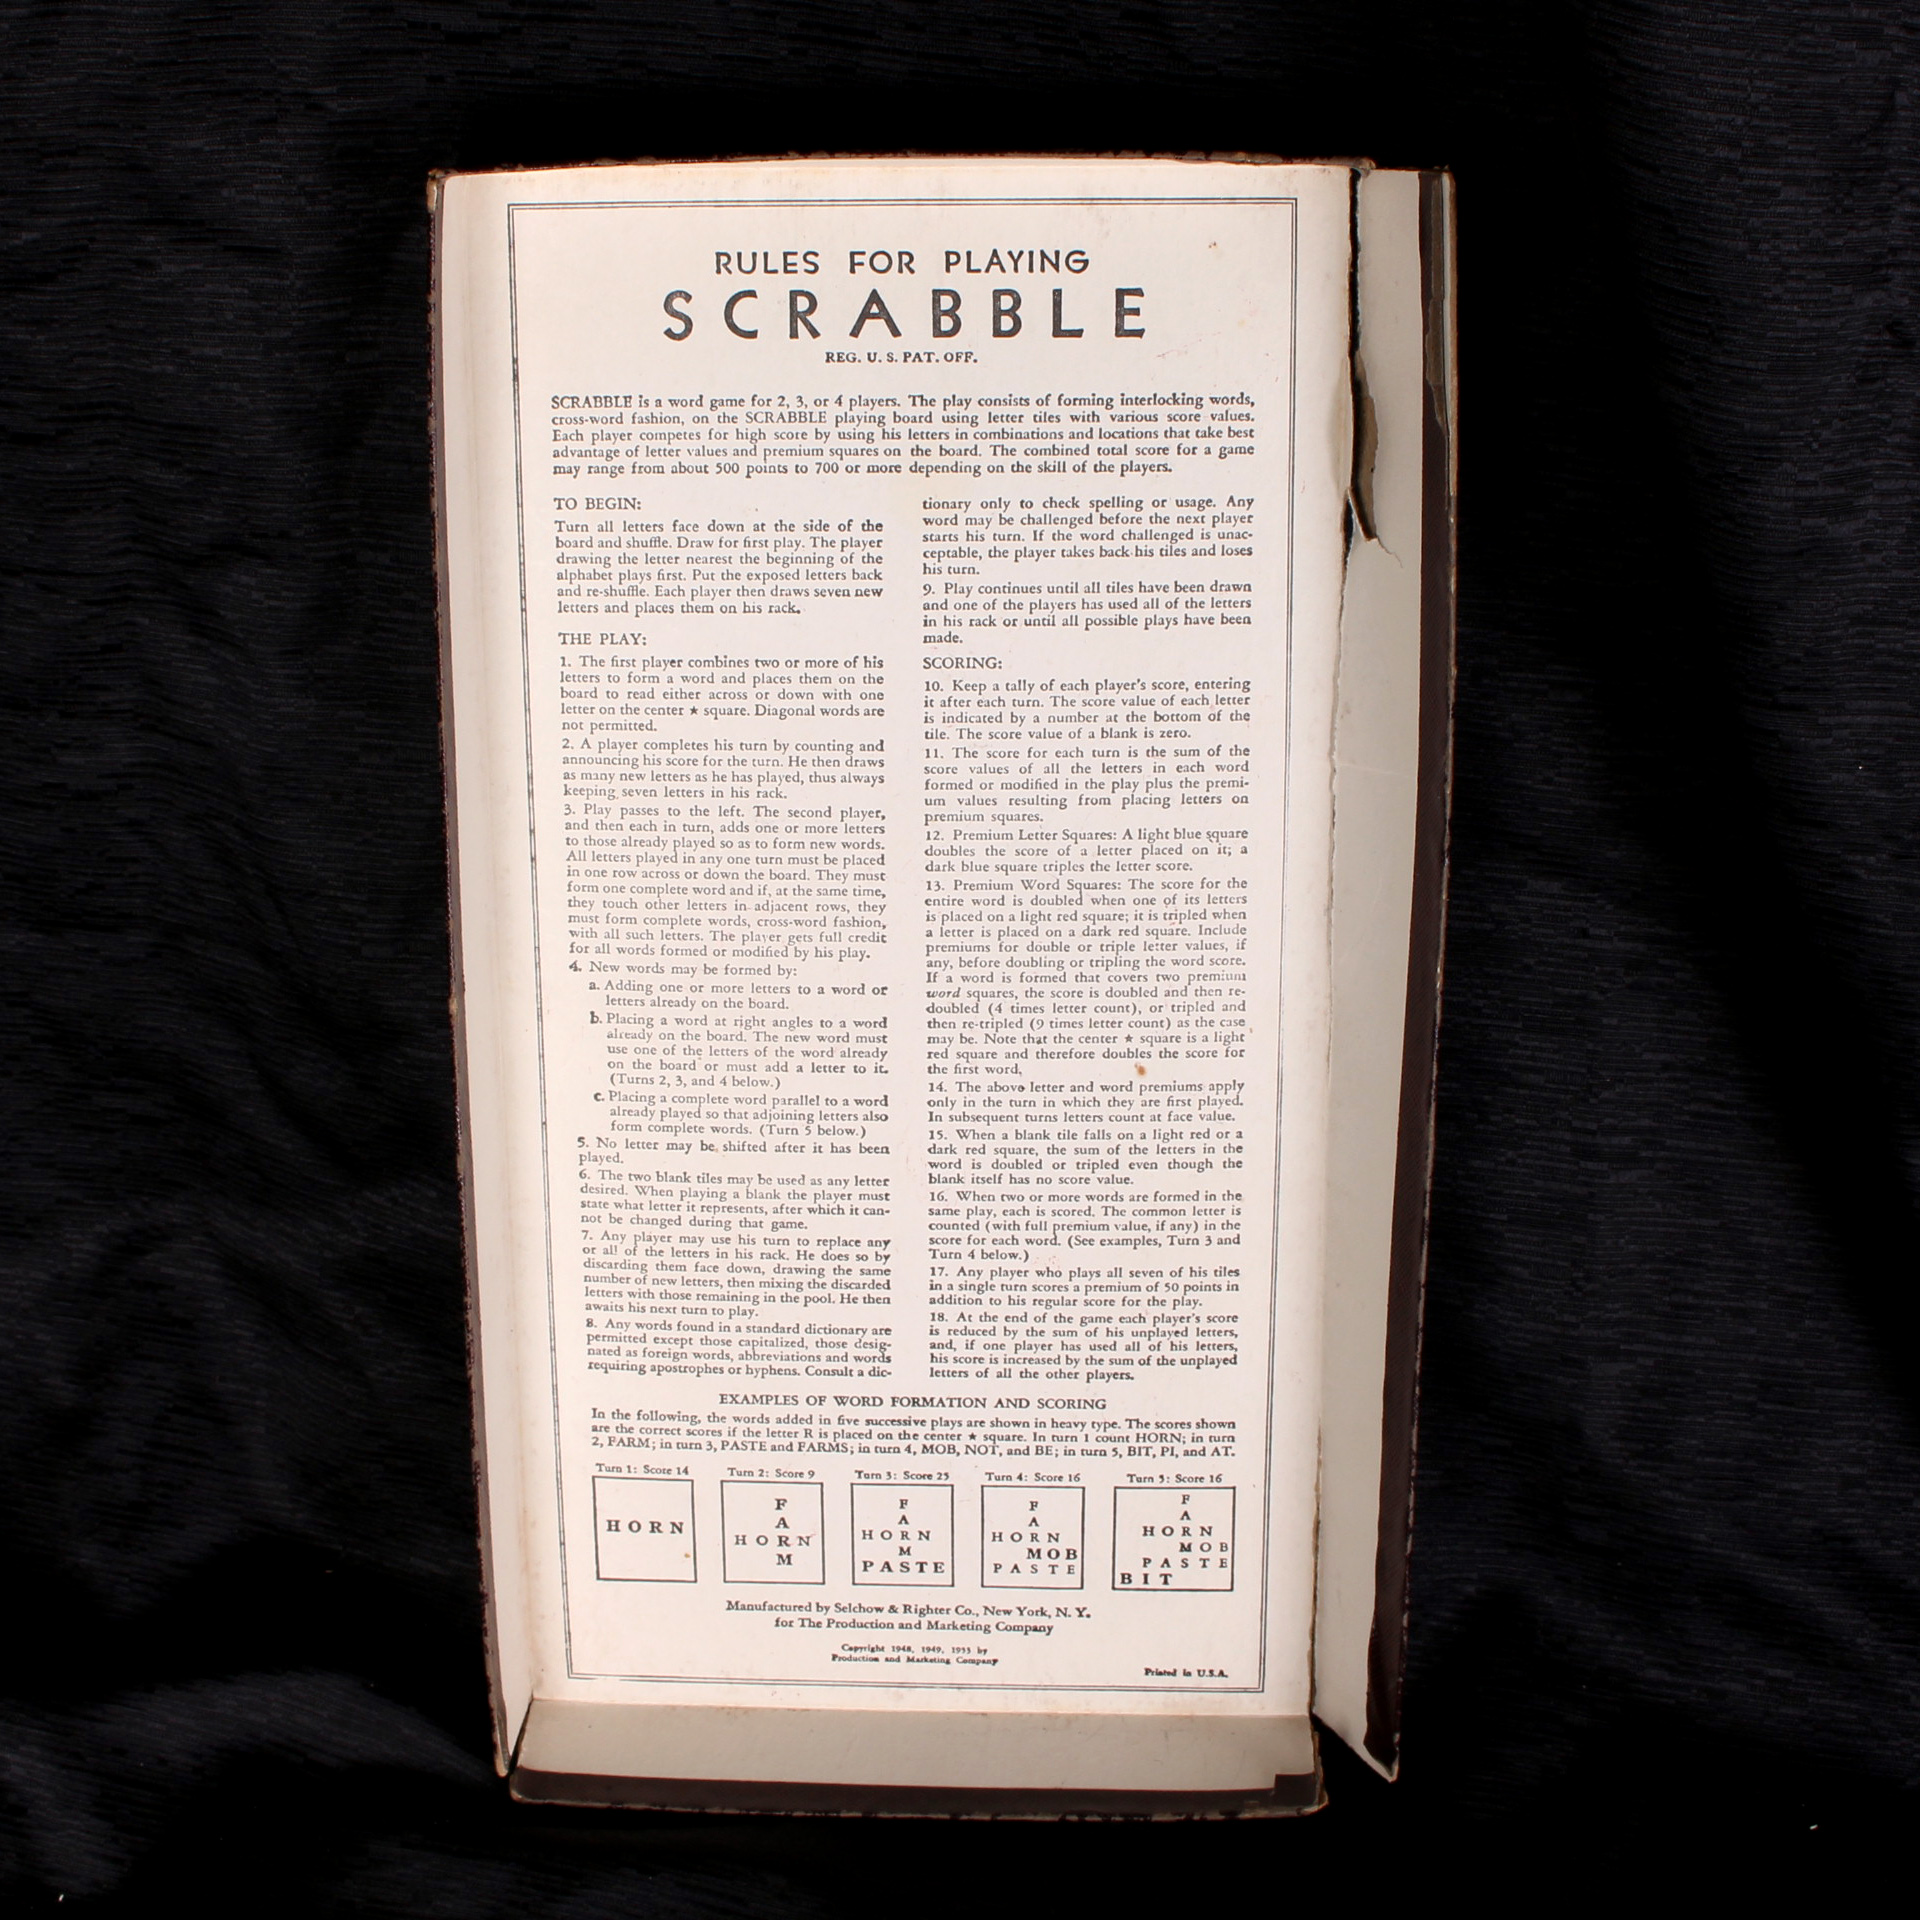 RULES FOR PLAYING
SCRABBLE
REG. U. S. PAT. OFF.
SCRABBLE is a word game for 2, 3, or 4 players. The play consists of forming interlocking words,
cross-word fashion, on the SCRABBLE playing board using letter tiles with various score values.
Each player competes for high score by using his letters in combinations and locations that take best
advantage of letter values and premium squares on the board. The combined total score for a game
may range from about 500 points to 700 or more depending on the skill of the players.
TO BEGIN:
Turn all letters face down at the side of the
board and shuffle. Draw for first play. The player
drawing the letter nearest the beginning of the
alphabet plays first. Put the exposed letters back
and re-shuffle. Each player then draws seven new
letters and places them on his rack.
THE PLAY:
1. The first player combines two or more of his
letters to form a word and places them on the
board to read either across or down with one
letter on the center ★ square. Diagonal words are
not permitted.
2. A player completes his turn by counting and
announcing his score for the turn. He then draws
as many new letters as he has played, thus always
keeping seven letters in his rack.
3. Play passes to the left. The second player,
and then each in turn, adds one or more letters
to those already played so as to form new words.
All letters played in any one turn must be placed
in one row across or down the board. They must
form one complete word and if, at the same time,
they touch other letters in adjacent rows, they
must form complete words, cross-word fashion,
with all such letters. The player gets full credit
for all words formed or modified by his play.
4. New words may be formed by:
a. Adding one or more letters to a word or
letters already on the board.
b. Placing a word at right angles to a word
already on the board. The new word must
use one of the letters of the word already
on the board or must add a letter to it.
(Turns 2, 3, and 4 below.)
c. Placing a complete word parallel to a word
already played so that adjoining letters also
form complete words. (Turn 5 below.)
5. No letter may be shifted after it has been
played.
6. The two blank tiles may be used as any letter
desired. When playing a blank the player must
state what letter it represents, after which it can-
not be changed during that game.
7. Any player may use his turn to replace any
or all of the letters in his rack. He does so by
discarding them face down, drawing the same
number of new letters, then mixing the discarded
letters with those remaining in the pool. He then
awaits his next turn to play.
8. Any words found in a standard dictionary are
permitted except those capitalized, those desig-
nated as foreign words, abbreviations and words
requiring apostrophes or hyphens. Consult a dic-
tionary only to check spelling or usage. Any
word may be challenged before the next player
starts his turn. If the word challenged is unac-
ceptable, the player takes back his tiles and loses
his turn.
9. Play continues until all tiles have been drawn
and one of the players has used all of the letters
in his rack or until all possible plays have been
made.
SCORING:
10. Keep a tally of each player's score, entering
it after each turn. The score value of each letter
is indicated by a number at the bottom of the
tile. The score value of a blank is zero.
11. The score for each turn is the sum of the
score values of all the letters in each word
formed or modified in the play plus the premi-
um values resulting from placing letters on
premium squares.
12. Premium Letter Squares: A light blue square
doubles the score of a letter placed on it; a
dark blue square triples the letter score.
13. Premium Word Squares: The score for the
entire word is doubled when one of its letters
is placed on a light red square; it is tripled when
a letter is placed on a dark red square. Include
premiums for double or triple letter values, if
any, before doubling or tripling the word score.
If a word is formed that covers two premium
word squares, the score is doubled and then re-
doubled (4 times letter count), or tripled and
then re-tripled (9 times letter count) as the case
may be. Note that the center ★ square is a light
red square and therefore doubles the score for
the first word.
14. The above letter and word premiums apply
only in the turn in which they are first played.
In subsequent turns letters count at face value.
15. When a blank tile falls on a light red or a
dark red square, the sum of the letters in the
word is doubled or tripled even though the
blank itself has no score value.
16. When two or more words are formed in the
same play, each is scored. The common letter is
counted (with full premium value, if any) in the
score for each word. (See examples, Turn 3 and
Turn 4 below.)
17. Any player who plays all seven of his tiles
in a single turn scores a premium of 50 points in
addition to his regular score for the play.
18. At the end of the game each player's score
is reduced by the sum of his unplayed letters,
and, if one player has used all of his letters,
his score is increased by the sum of the unplayed
letters of all the other players.
EXAMPLES OF WORD FORMATION AND SCORING
In the following, the words added in five successive plays are shown in heavy type. The scores shown
are the correct scores if the letter R is placed on the center ★ square. In turn 1 count HORN; in turn
2, FARM; in turn 3, PASTE and FARMS; in turn 4, MOB, NOT, and BE; in turn 5, BIT, PI, and AT.
Turn 1: Score 14
HORN
Turn 2: Score 9
F
A
HORN
M
Turn 3: Score 25
F
A
HORN
M
PASTE
Turn 4: Score 16
F
A
HORN
MOB
PASTE
Turn 5: Score 16
F
A
HORN
MOB
PASTE
BIT
Manufactured by Selchow & Righter Co., New York, N. Y.
for The Production and Marketing Company
Copyright 1948, 1949, 1953 by
Production and Marketing Company
Printed in U.S.A.